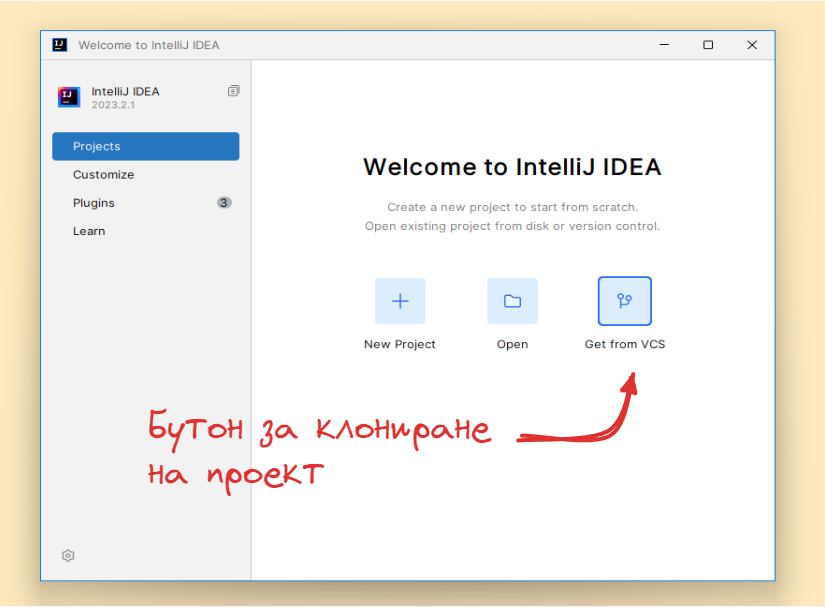 Welcome to IntelliJ IDEA
IntelliJ IDEA
2023.2.1
Projects
Customize
Plugins 3
Learn
Welcome to IntelliJ IDEA
Create a new project to start from scratch.
Open existing project from disk or version control.
New Project Open Get from VCS
Бутон за клониране
на проект